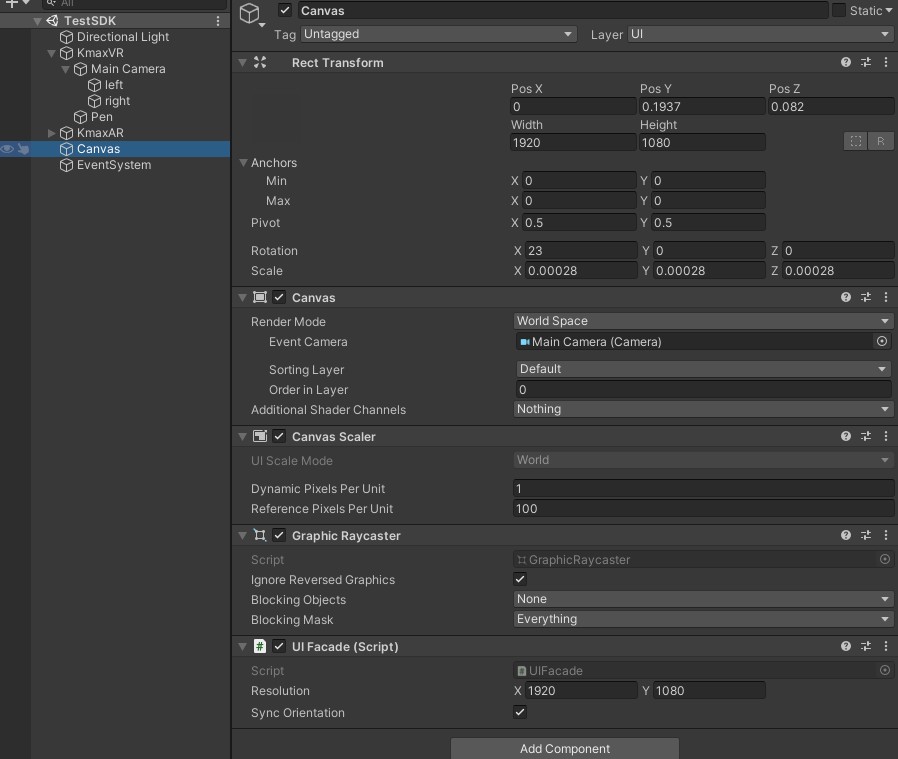 All
TestSDK
Directional Light
KmaxVR
Main Camera
left
right
Pen
KmaxAR
Canvas
EventSystem
Canvas
Static
Tag Untagged Layer UI
Rect Transform
Pos X Pos Y Pos Z
0 0.1937 0.082
Width Height
1920 1080
R
Anchors
Min X 0 Y 0
Max X 0 Y 0
Pivot X 0.5 Y 0.5
Rotation X 23 Y 0 Z 0
Scale X 0.00028 Y 0.00028 Z 0.00028
Canvas
Render Mode World Space
Event Camera Main Camera (Camera)
Sorting Layer Default
Order in Layer 0
Additional Shader Channels Nothing
Canvas Scaler
UI Scale Mode World
Dynamic Pixels Per Unit 1
Reference Pixels Per Unit 100
Graphic Raycaster
Script GraphicRaycaster
Ignore Reversed Graphics
Blocking Objects None
Blocking Mask Everything
# UI Facade (Script)
Script UIFacade
Resolution X 1920 Y 1080
Sync Orientation
Add Component